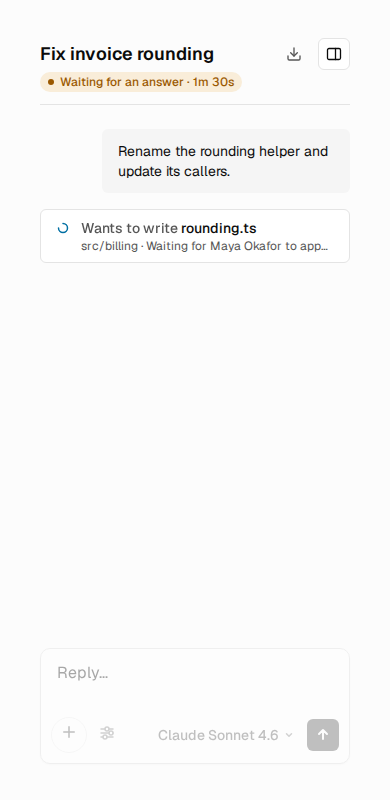 Fix invoice rounding
Waiting for an answer · 1m 30s
Rename the rounding helper and
update its callers.
Wants to write rounding.ts
src/billing · Waiting for Maya Okafor to app…
Reply…
Claude Sonnet 4.6